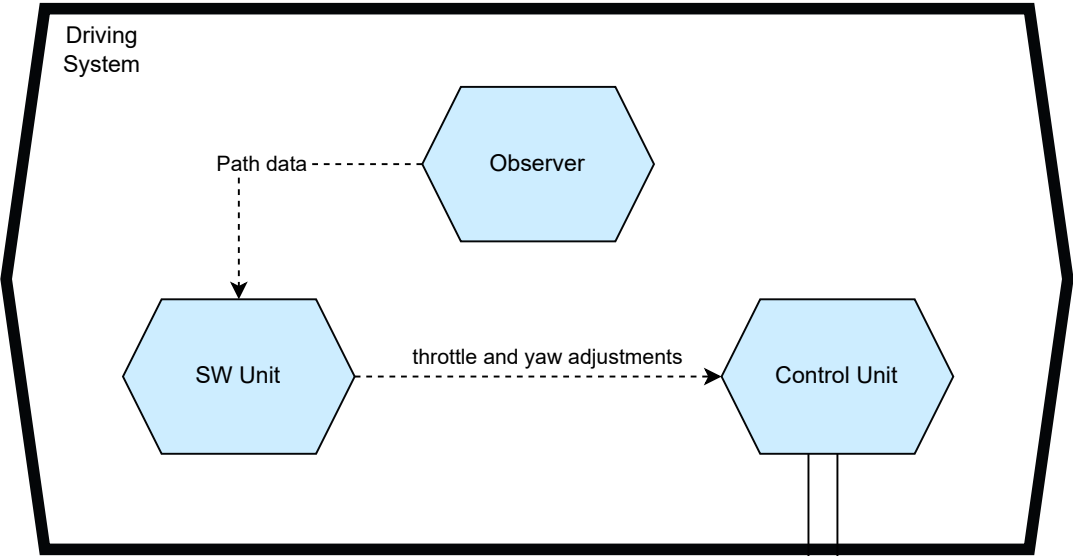 Driving
System
Observer
Path data
SW Unit
throttle and yaw adjustments
Control Unit